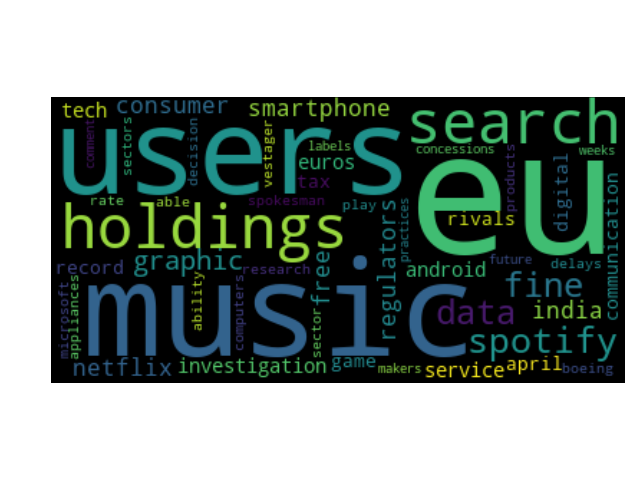 tech consumer smartphone search
users eu
comment sectors decision vestager labels euros concessions products weeks
rate able spokesman tax play rivals digital communication
holdings regulators practices
record graphic research free android future delays
microsoft appliances music ability computers sector data fine india
netflix investigation game makers spotify service april boeing